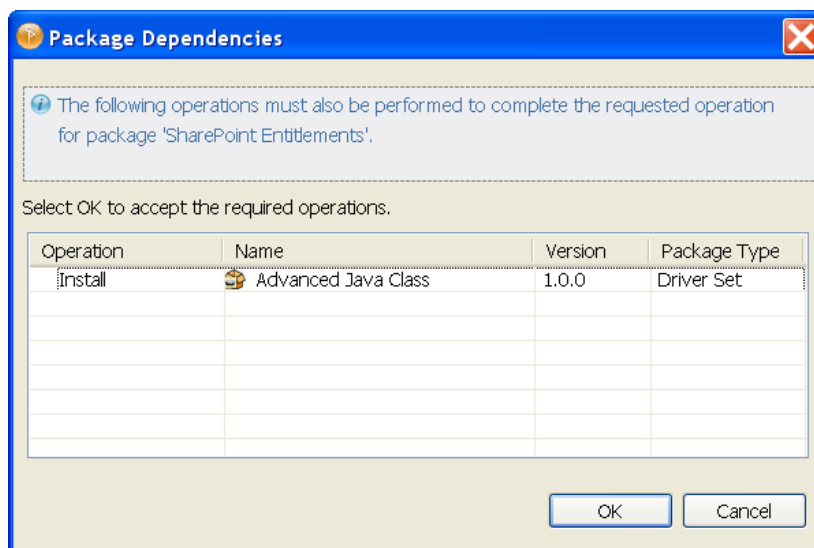 Package Dependencies
The following operations must also be performed to complete the requested operation
for package 'SharePoint Entitlements'.
Select OK to accept the required operations.
Operation Name Version Package Type
Install Advanced Java Class 1.0.0 Driver Set
OK Cancel